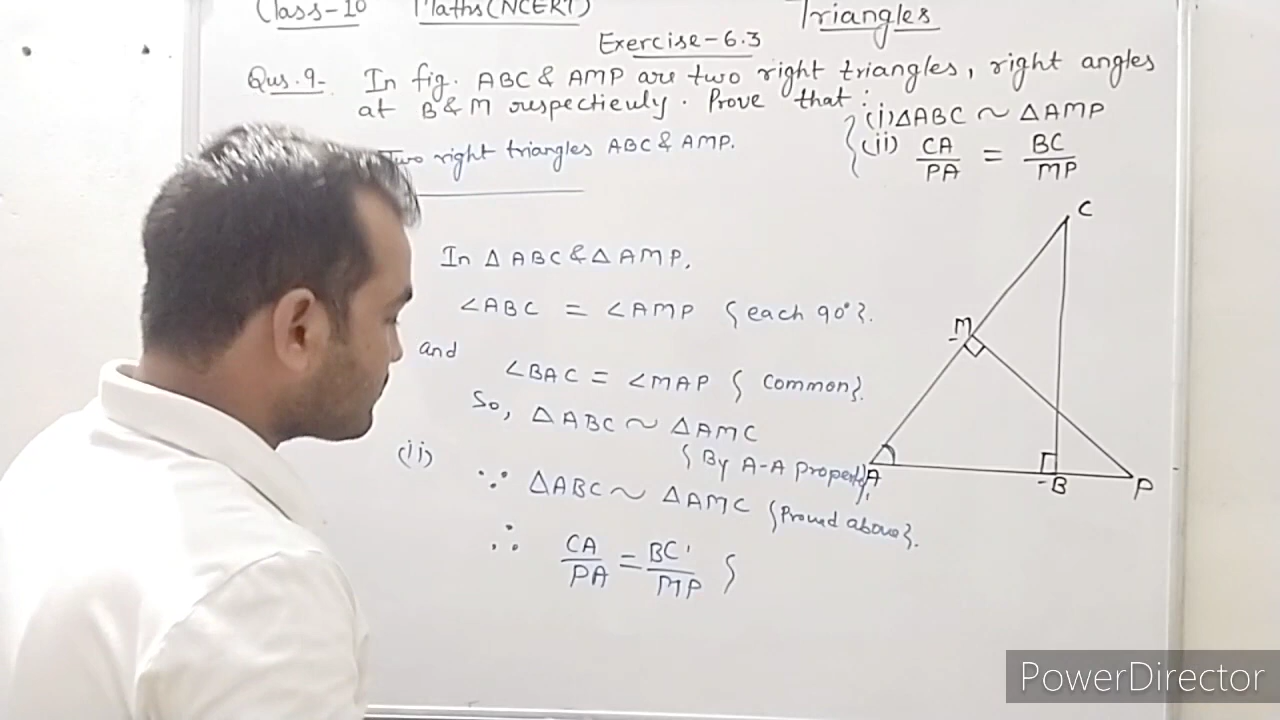 Class-10 Maths(NCERT) Triangles
Exercise-6.3
Qus.9- In fig. ABC & AMP are two right triangles, right angles
at B & M respectieuly. Prove that:
(i) ΔABC ~ ΔAMP
(ii) CA/PA = BC/MP
Two right triangles ABC & AMP.
In Δ ABC & Δ AMP,
∠ABC = ∠AMP {each 90°}.
and
∠BAC = ∠MAP { Common}.
So, ΔABC ~ ΔAMC
{By A-A property}.
(ii)
∵ ΔABC ~ ΔAMC {Proved above}.
∴ CA/PA = BC/MP {
C
M
A
B
P
PowerDirector